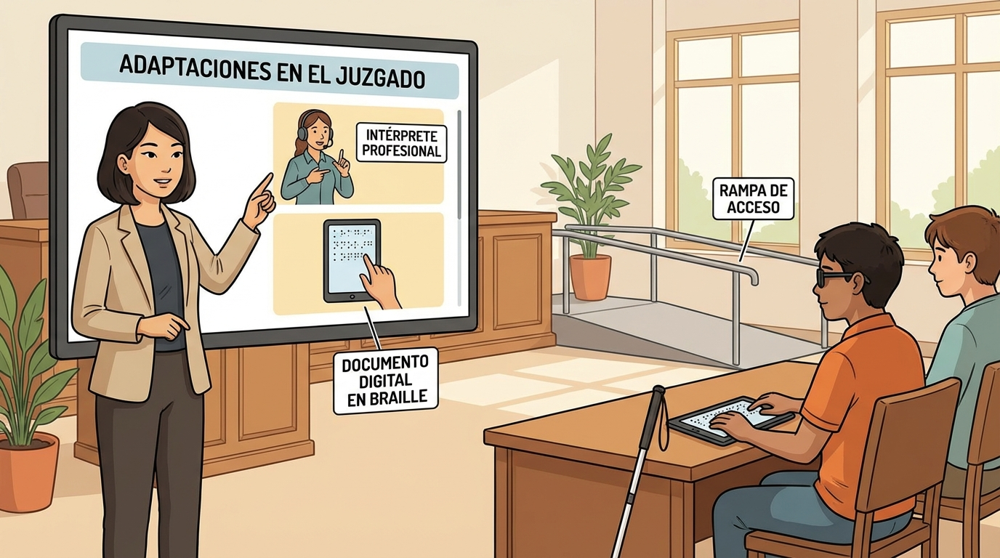 ADAPTACIONES EN EL JUZGADO
INTÉRPRETE
PROFESIONAL
DOCUMENTO
DIGITAL
EN BRAILLE
RAMPA DE
ACCESO